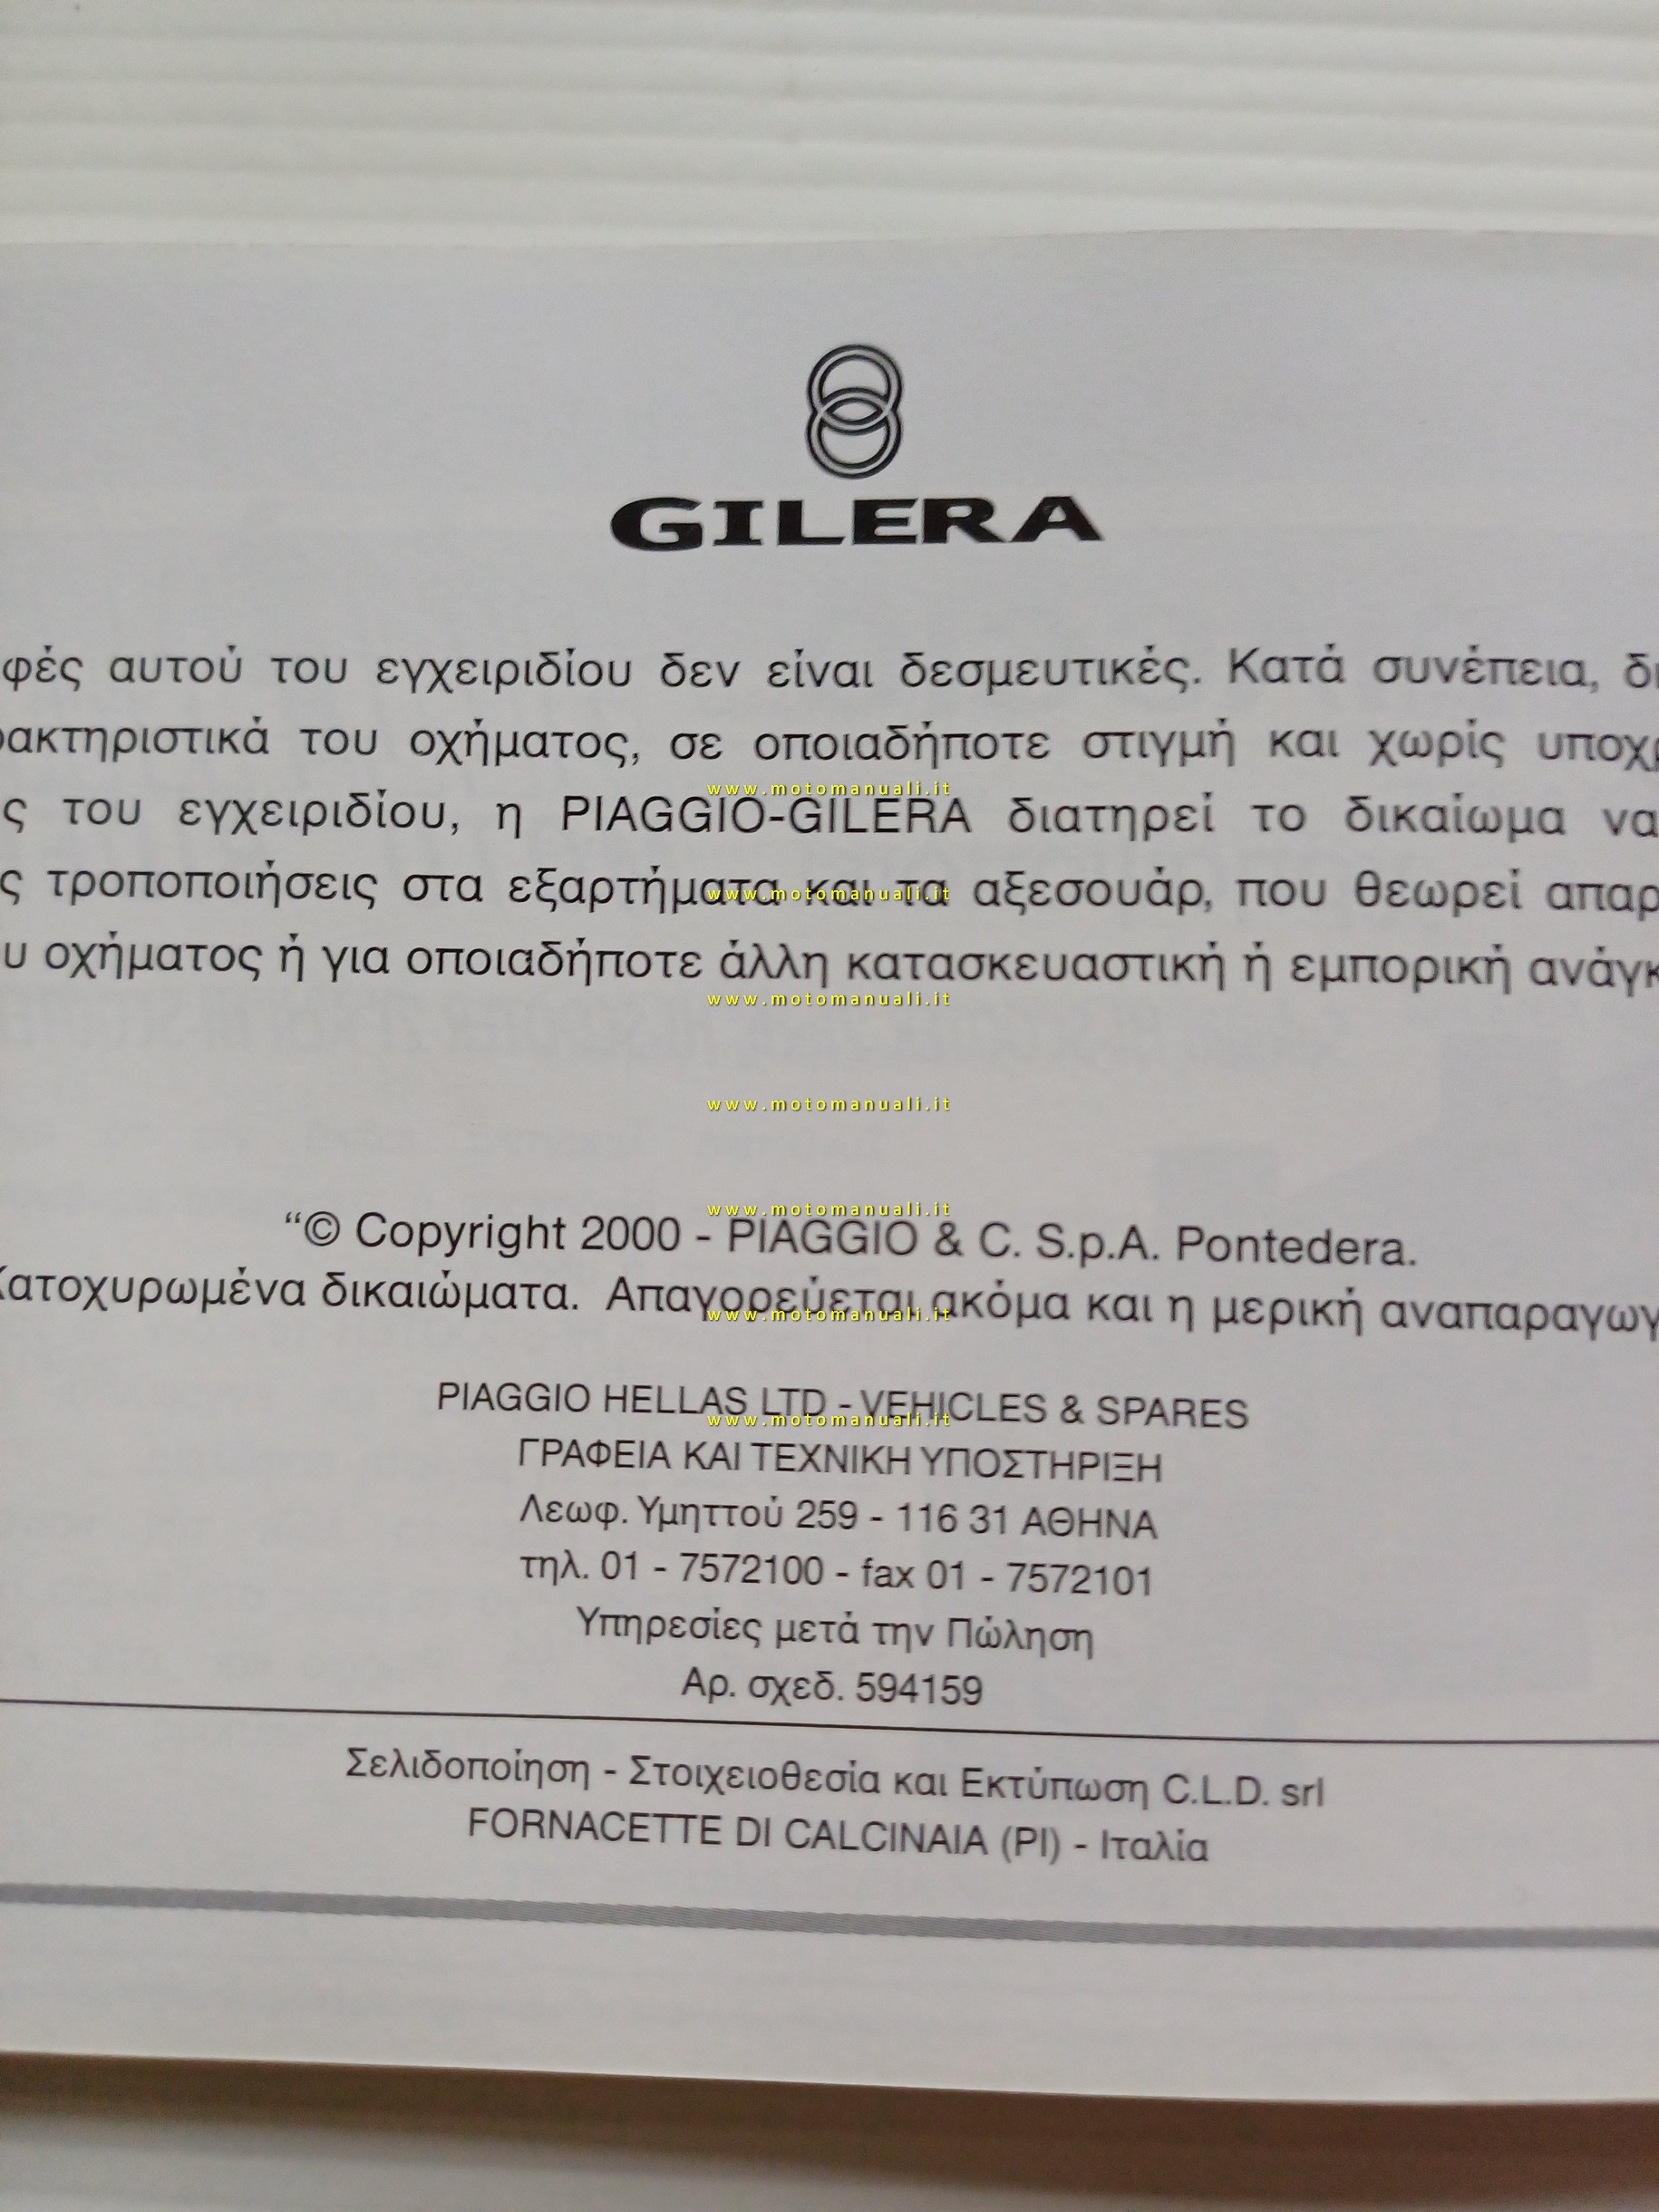 GILERA
αυτού του εγχειριδίου δεν είναι δεσμευτικές. Κατά συνέπεια,
του οχήματος, σε οποιαδήποτε στιγμή και χωρίς
του εγχειριδίου, η PIAGGIO-GILERA διατηρεί το δικαίωμα να
www.motomanuali.it
τροποποιήσεις στα εξαρτήματα και τα αξεσουάρ, που θεωρεί
www.motomanuali.it
οχήματος ή για οποιαδήποτε άλλη κατασκευαστική ή εμπορική
www.motomanuali.it
www.motomanuali.it
www.motomanuali.it
“© Copyright 2000 - PIAGGIO & C. S.p.A. Pontedera.
Κατοχυρωμένα δικαιώματα. Απαγορεύεται ακόμα και η μερική
www.motomanuali.it
PIAGGIO HELLAS LTD - VEHICLES & SPARES
www.motomanuali.it
ΓΡΑΦΕΙΑ ΚΑΙ ΤΕΧΝΙΚΗ ΥΠΟΣΤΗΡΙΞΗ
Λεωφ. Υμηττού 259 - 116 31 ΑΘΗΝΑ
τηλ. 01 - 7572100 - fax 01 - 7572101
Υπηρεσίες μετά την Πώληση
Αρ. σχεδ. 594159
Σελιδοποίηση - Στοιχειοθεσία και Εκτύπωση C.L.D. srl
FORNACETTE DI CALCINAIA (PI) - Ιταλία